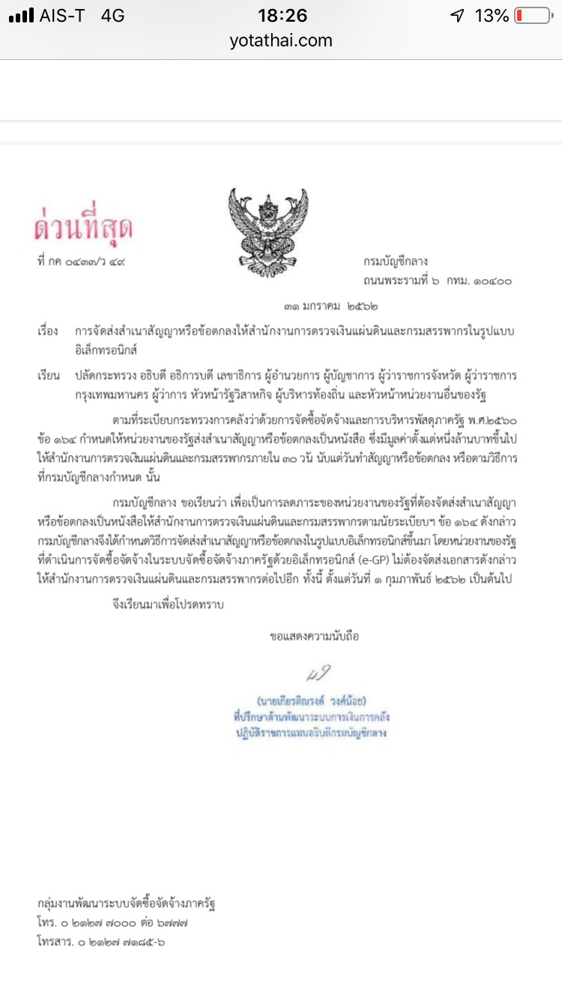 AIS-T 4G 18:26 13%
yotathai.com
ด่วนที่สุด
ที่ กค ๐๔๓๓/ว ๔๙
กรมบัญชีกลาง
ถนนพระรามที่ ๖ กทม. ๑๐๔๐๐
๓๑ มกราคม ๒๕๖๒
เรื่อง การจัดส่งสำเนาสัญญาหรือข้อตกลงให้สำนักงานการตรวจเงินแผ่นดินและกรมสรรพากรในรูปแบบ
อิเล็กทรอนิกส์
เรียน ปลัดกระทรวง อธิบดี อธิการบดี เลขาธิการ ผู้อำนวยการ ผู้บัญชาการ ผู้ว่าราชการจังหวัด ผู้ว่าราชการ
กรุงเทพมหานคร ผู้ว่าการ หัวหน้ารัฐวิสาหกิจ ผู้บริหารท้องถิ่น และหัวหน้าหน่วยงานอื่นของรัฐ
ตามที่ระเบียบกระทรวงการคลังว่าด้วยการจัดซื้อจัดจ้างและการบริหารพัสดุภาครัฐ พ.ศ.๒๕๖๐
ข้อ ๑๖๔ กำหนดให้หน่วยงานของรัฐส่งสำเนาสัญญาหรือข้อตกลงเป็นหนังสือ ซึ่งมีมูลค่าตั้งแต่หนึ่งล้านบาทขึ้นไป
ให้สำนักงานการตรวจเงินแผ่นดินและกรมสรรพากรภายใน ๓๐ วัน นับแต่วันทำสัญญาหรือข้อตกลง หรือตามวิธีการ
ที่กรมบัญชีกลางกำหนด นั้น
กรมบัญชีกลาง ขอเรียนว่า เพื่อเป็นการลดภาระของหน่วยงานของรัฐที่ต้องจัดส่งสำเนาสัญญา
หรือข้อตกลงเป็นหนังสือให้สำนักงานการตรวจเงินแผ่นดินและกรมสรรพากรตามนัยระเบียบฯ ข้อ ๑๖๔ ดังกล่าว
กรมบัญชีกลางจึงได้กำหนดวิธีการจัดส่งสำเนาสัญญาหรือข้อตกลงในรูปแบบอิเล็กทรอนิกส์ขึ้นมา โดยหน่วยงานของรัฐ
ที่ดำเนินการจัดซื้อจัดจ้างในระบบจัดซื้อจัดจ้างภาครัฐด้วยอิเล็กทรอนิกส์ (e-GP) ไม่ต้องจัดส่งเอกสารดังกล่าว
ให้สำนักงานการตรวจเงินแผ่นดินและกรมสรรพากรต่อไปอีก ทั้งนี้ ตั้งแต่วันที่ ๑ กุมภาพันธ์ ๒๕๖๒ เป็นต้นไป
จึงเรียนมาเพื่อโปรดทราบ
ขอแสดงความนับถือ
(นายเกียรติณรงค์ วงศ์น้อย)
ที่ปรึกษาด้านพัฒนาระบบการเงินการคลัง
ปฏิบัติราชการแทนอธิบดีกรมบัญชีกลาง
กลุ่มงานพัฒนาระบบจัดซื้อจัดจ้างภาครัฐ
โทร. ๐ ๒๑๒๗ ๗๐๐๐ ต่อ ๖๗๗๗
โทรสาร. ๐ ๒๑๒๗ ๗๑๘๕-๖